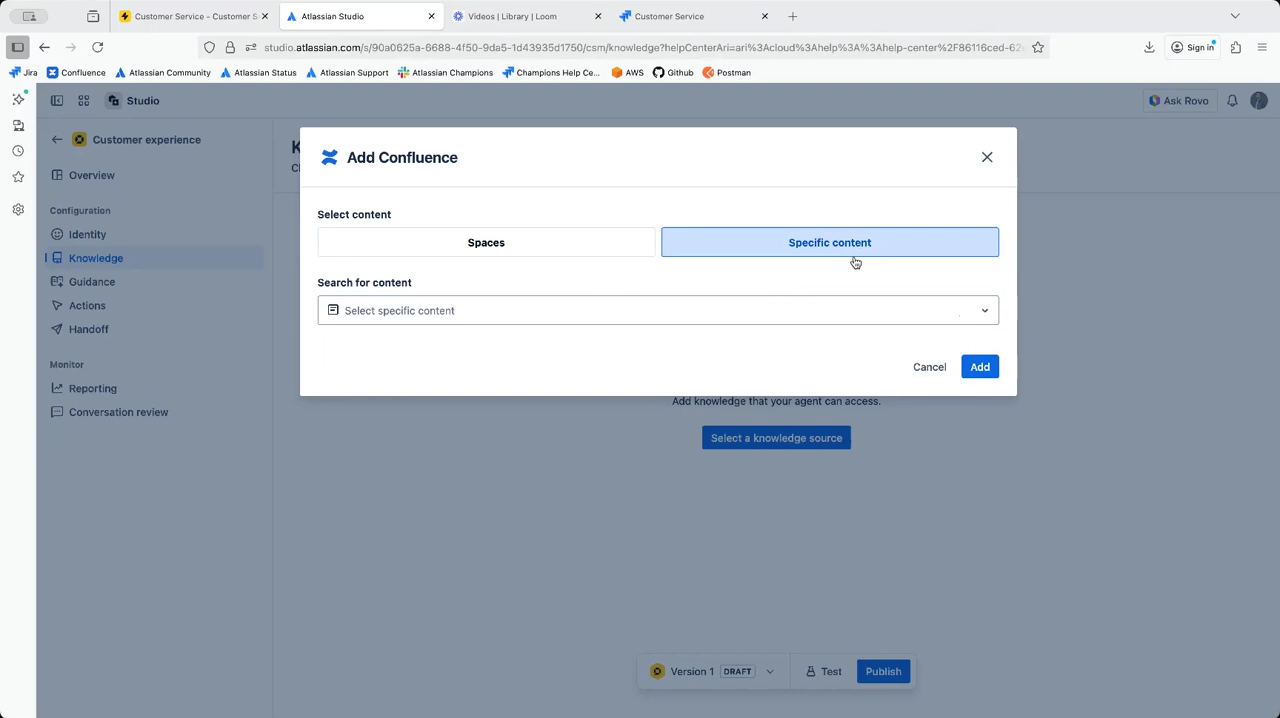 Customer Service - Customer S
Atlassian Studio
Videos | Library | Loom
Customer Service
studio.atlassian.com/s/90a0625a-6688-4f50-9da5-1d43935d1750/csm/knowledge?helpCenterAri=ari%3Acloud%3Ahelp%3A%3Ahelp-center%2F86116ced-62
Sign in
Jira
Confluence
Atlassian Community
Atlassian Status
Atlassian Support
Atlassian Champions
Champions Help Ce...
AWS
Github
Postman
Studio
Ask Rovo
Customer experience
Overview
Configuration
Identity
Knowledge
Guidance
Actions
Handoff
Monitor
Reporting
Conversation review
Add Confluence
Select content
Spaces
Specific content
Search for content
Select specific content
Cancel
Add
Add knowledge that your agent can access.
Select a knowledge source
Version 1 DRAFT
Test
Publish